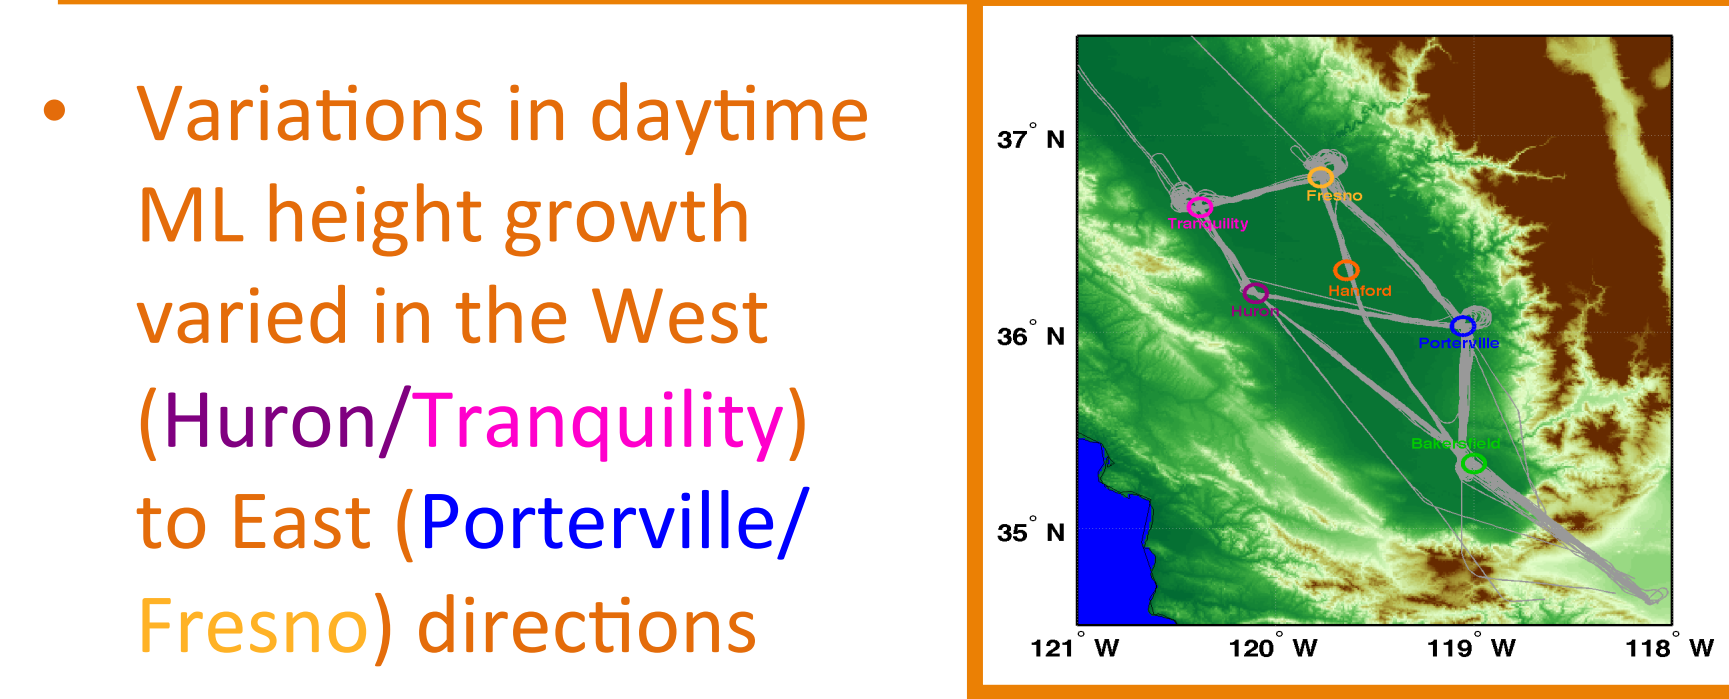 • Variations in daytime
ML height growth
varied in the West
(Huron/Tranquility)
to East (Porterville/
Fresno) directions
37° N
36° N
35° N
121° W 120° W 119° W 118° W
Fresno
Tranquility
Hanford
Huron
Porterville
Bakersfield